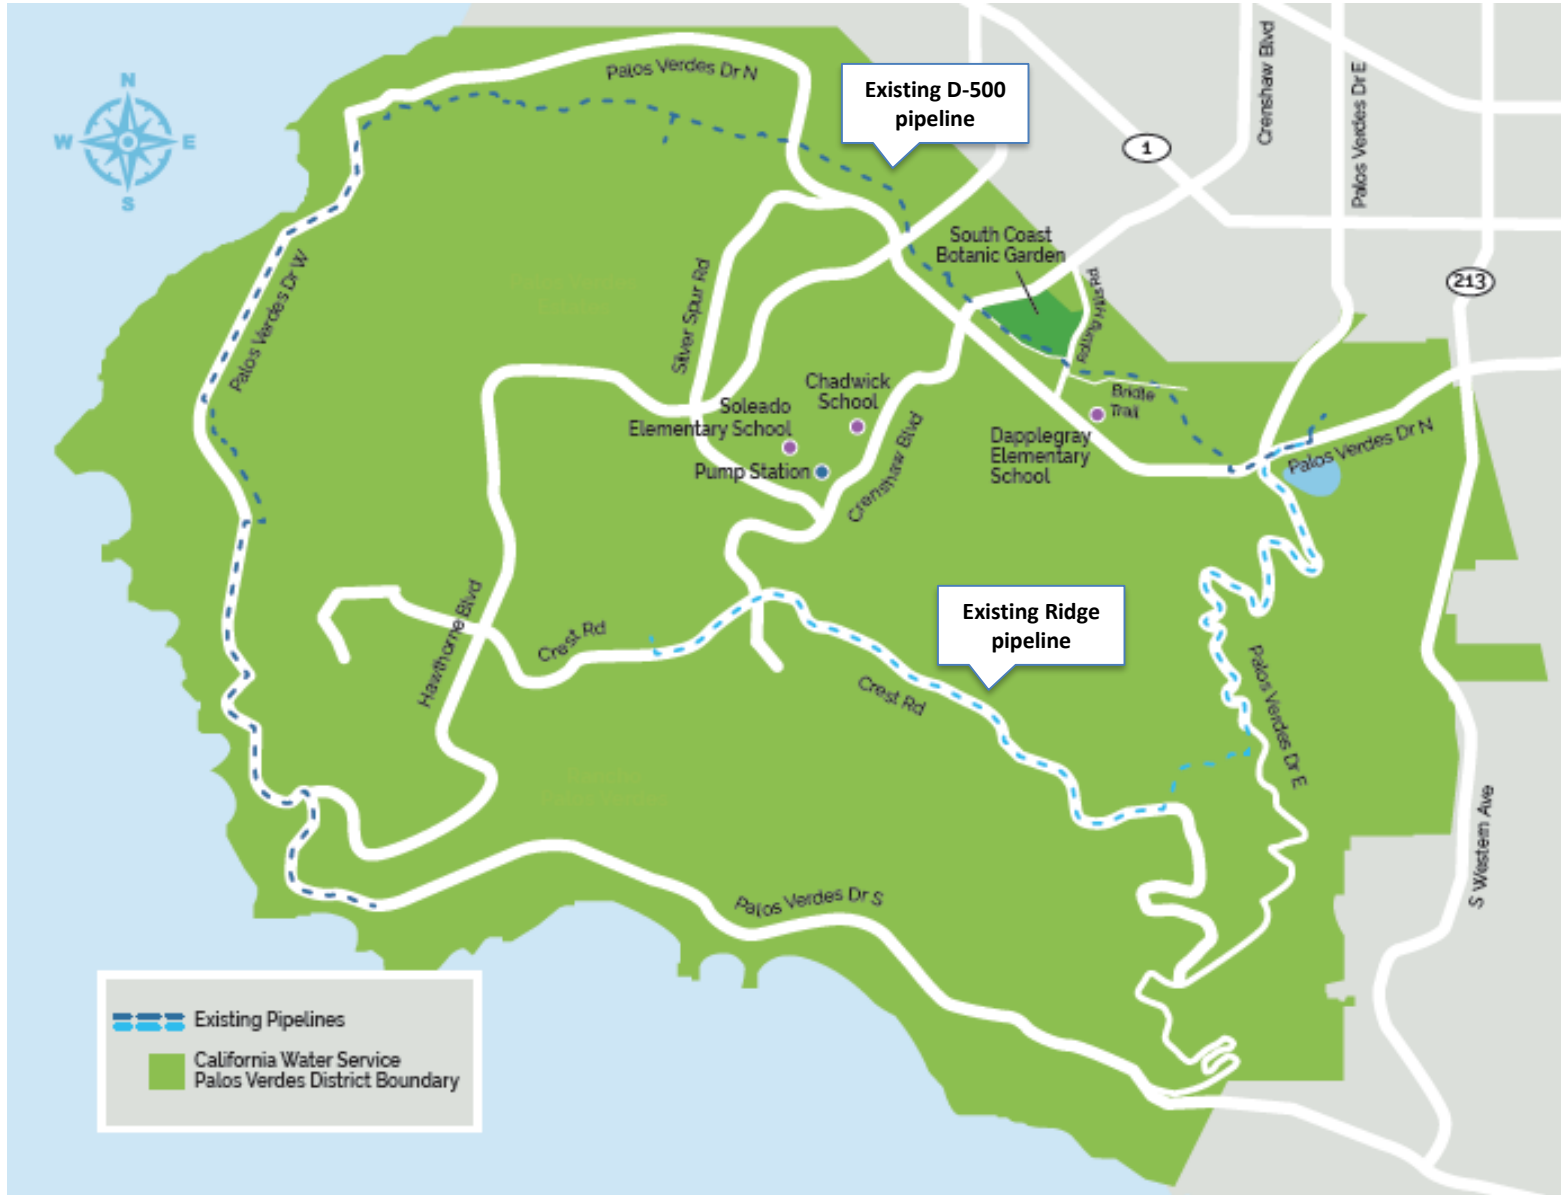 Palos Verdes Dr N
Existing D-500
pipeline
Crenshaw Blvd
Palos Verdes Dr E
N
W
E
S
1
213
South Coast
Botanic Garden
Rolling Hills Rd
Palos Verdes Dr W
Silver Spur Rd
Chadwick
School
Soleado
Elementary School
Pump Station
Crenshaw Blvd
Bridle
Trail
Dapplegray
Elementary
School
Palos Verdes Dr N
Hawthorne Blvd
Crest Rd
Existing Ridge
pipeline
Crest Rd
Palos Verdes Dr E
S Western Ave
Palos Verdes Dr S
Existing Pipelines
California Water Service
Palos Verdes District Boundary